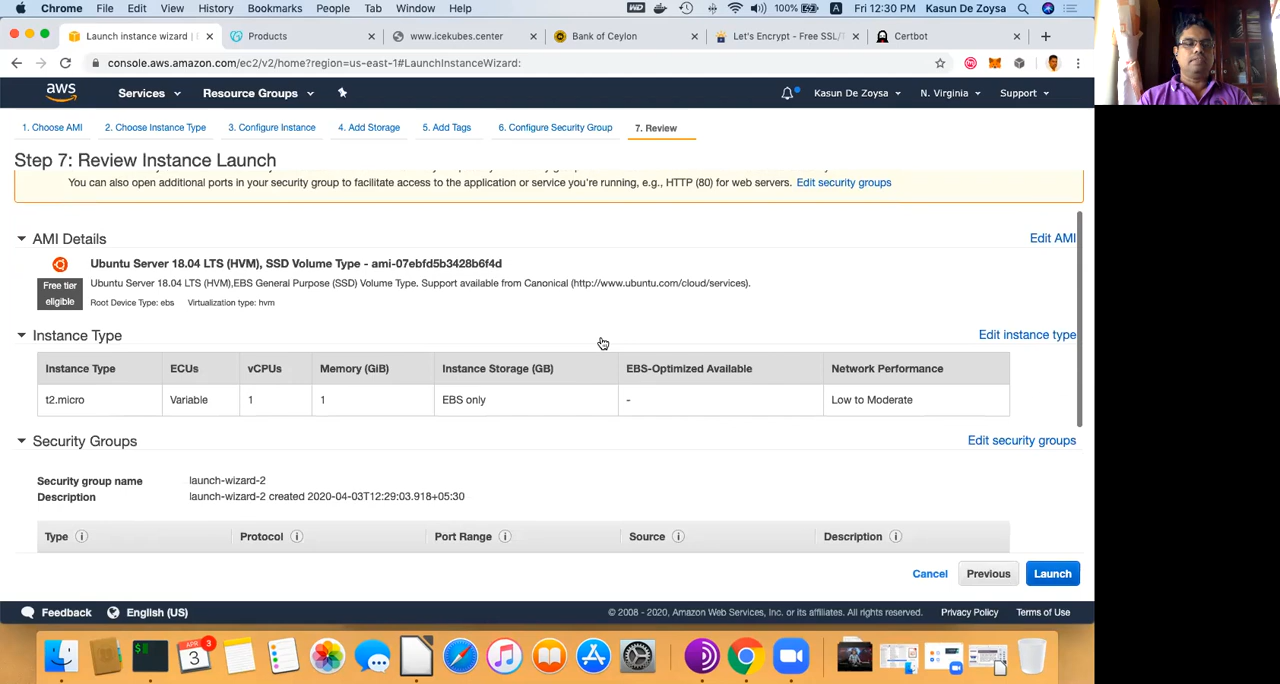 Chrome File Edit View History Bookmarks People Tab Window Help 100% Fri 12:30 PM Kasun De Zoysa
Launch instance wizard Products www.icekubes.center Bank of Ceylon Let's Encrypt - Free SSL/T Certbot
console.aws.amazon.com/ec2/v2/home?region=us-east-1#LaunchInstanceWizard:
aws Services Resource Groups Kasun De Zoysa N. Virginia Support
1. Choose AMI 2. Choose Instance Type 3. Configure Instance 4. Add Storage 5. Add Tags 6. Configure Security Group 7. Review
Step 7: Review Instance Launch
You can also open additional ports in your security group to facilitate access to the application or service you're running, e.g., HTTP (80) for web servers. Edit security groups
AMI Details Edit AMI
Ubuntu Server 18.04 LTS (HVM), SSD Volume Type - ami-07ebfd5b3428b6f4d
Free tier eligible
Ubuntu Server 18.04 LTS (HVM),EBS General Purpose (SSD) Volume Type. Support available from Canonical (http://www.ubuntu.com/cloud/services).
Root Device Type: ebs Virtualization type: hvm
Instance Type Edit instance type
Instance Type ECUs vCPUs Memory (GiB) Instance Storage (GB) EBS-Optimized Available Network Performance
t2.micro Variable 1 1 EBS only - Low to Moderate
Security Groups Edit security groups
Security group name launch-wizard-2
Description launch-wizard-2 created 2020-04-03T12:29:03.918+05:30
Type Protocol Port Range Source Description
Cancel Previous Launch
Feedback English (US) © 2008 - 2020, Amazon Web Services, Inc. or its affiliates. All rights reserved. Privacy Policy Terms of Use
APR 3
3